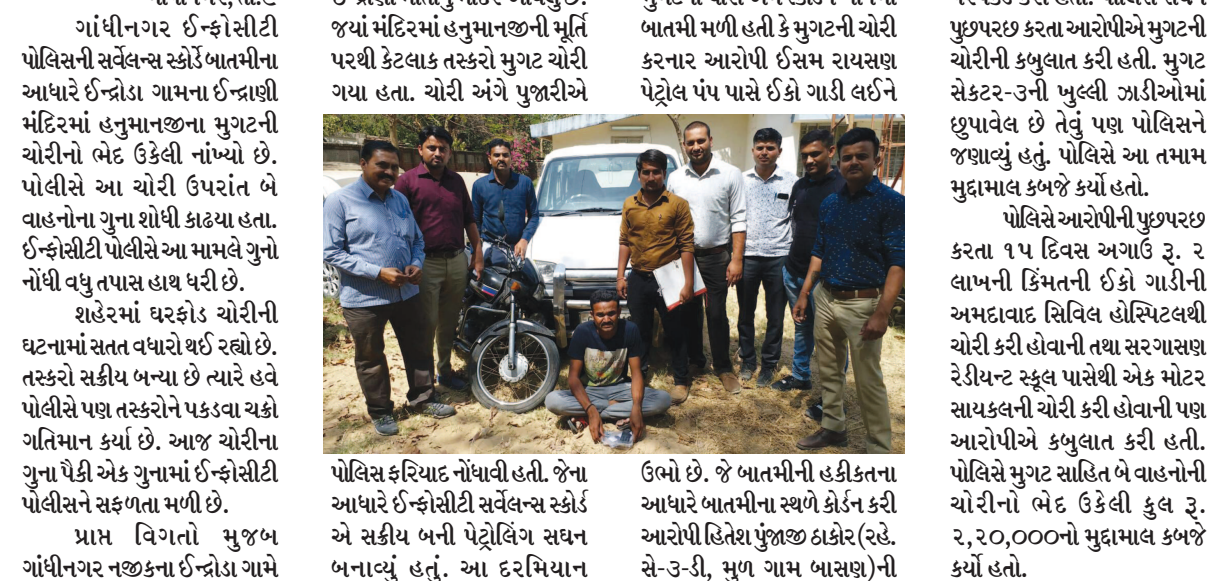 ગાંધીનગર ઈન્ફોસીટી
પોલિસની સર્વેલન્સ સ્કોર્ડે બાતમીના
આધારે ઈન્દ્રોડા ગામના ઈન્દ્રાણી
મંદિરમાં હનુમાનજીના મુગટની
ચોરીનો ભેદ ઉકેલી નાંખ્યો છે.
પોલીસે આ ચોરી ઉપરાંત બે
વાહનોના ગુના શોધી કાઢયા હતા.
ઈન્ફોસીટી પોલીસે આ મામલે ગુનો
નોંધી વધુ તપાસ હાથ ધરી છે.
શહેરમાં ઘરફોડ ચોરીની
ઘટનામાં સતત વધારો થઈ રહ્યો છે.
તસ્કરો સક્રીય બન્યા છે ત્યારે હવે
પોલીસે પણ તસ્કરોને પકડવા ચક્રો
ગતિમાન કર્યા છે. આજ ચોરીના
ગુના પૈકી એક ગુનામાં ઈન્ફોસીટી
પોલીસને સફળતા મળી છે.
પ્રાપ્ત વિગતો મુજબ
ગાંધીનગર નજીકના ઈન્દ્રોડા ગામે
જયાં મંદિરમાં હનુમાનજીની મૂર્તિ
પરથી કેટલાક તસ્કરો મુગટ ચોરી
ગયા હતા. ચોરી અંગે પુજારીએ
પોલિસ ફરિયાદ નોંધાવી હતી. જેના
આધારે ઈન્ફોસીટી સર્વેલન્સ સ્કોર્ડ
એ સક્રીય બની પેટ્રોલિંગ સઘન
બનાવ્યું હતું. આ દરમિયાન
બાતમી મળી હતી કે મુગટની ચોરી
કરનાર આરોપી ઈસમ રાયસણ
પેટ્રોલ પંપ પાસે ઈકો ગાડી લઈને
ઉભો છે. જે બાતમીની હકીકતના
આધારે બાતમીના સ્થળે કોર્ડન કરી
આરોપી હિતેશ પુંજાજી ઠાકોર(રહે.
સે-૩-ડી, મુળ ગામ બાસણ)ની
પુછપરછ કરતા આરોપીએ મુગટની
ચોરીની કબુલાત કરી હતી. મુગટ
સેકટર-૩ની ખુલ્લી ઝાડીઓમાં
છુપાવેલ છે તેવું પણ પોલિસને
જણાવ્યું હતું. પોલિસે આ તમામ
મુદ્દામાલ કબજે કર્યો હતો.
પોલિસે આરોપીની પુછપરછ
કરતા ૧૫ દિવસ અગાઉ રૂ. ૨
લાખની કિંમતની ઈકો ગાડીની
અમદાવાદ સિવિલ હોસ્પિટલથી
ચોરી કરી હોવાની તથા સરગાસણ
રેડીયન્ટ સ્કૂલ પાસેથી એક મોટર
સાયકલની ચોરી કરી હોવાની પણ
આરોપીએ કબુલાત કરી હતી.
પોલિસે મુગટ સાહિત બે વાહનોની
ચોરીનો ભેદ ઉકેલી કુલ રૂ.
૨,૨૦,૦૦૦નો મુદ્દામાલ કબજે
કર્યો હતો.